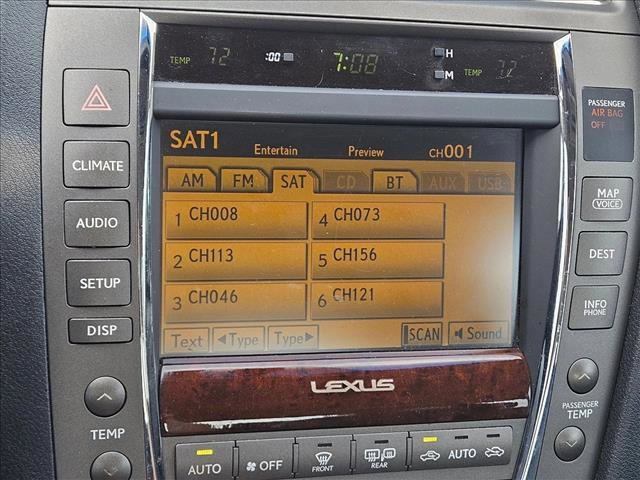 TEMP 72 :00 7:08 H
M TEMP 72
PASSENGER
AIR BAG
OFF
SAT1 Entertain Preview CH001
AM FM SAT CD BT AUX USB
1 CH008 4 CH073
2 CH113 5 CH156
3 CH046 6 CH121
Text ◄Type Type► SCAN Sound
CLIMATE
AUDIO
SETUP
DISP
TEMP
MAP
VOICE
DEST
INFO
PHONE
PASSENGER
TEMP
LEXUS
AUTO OFF FRONT REAR AUTO